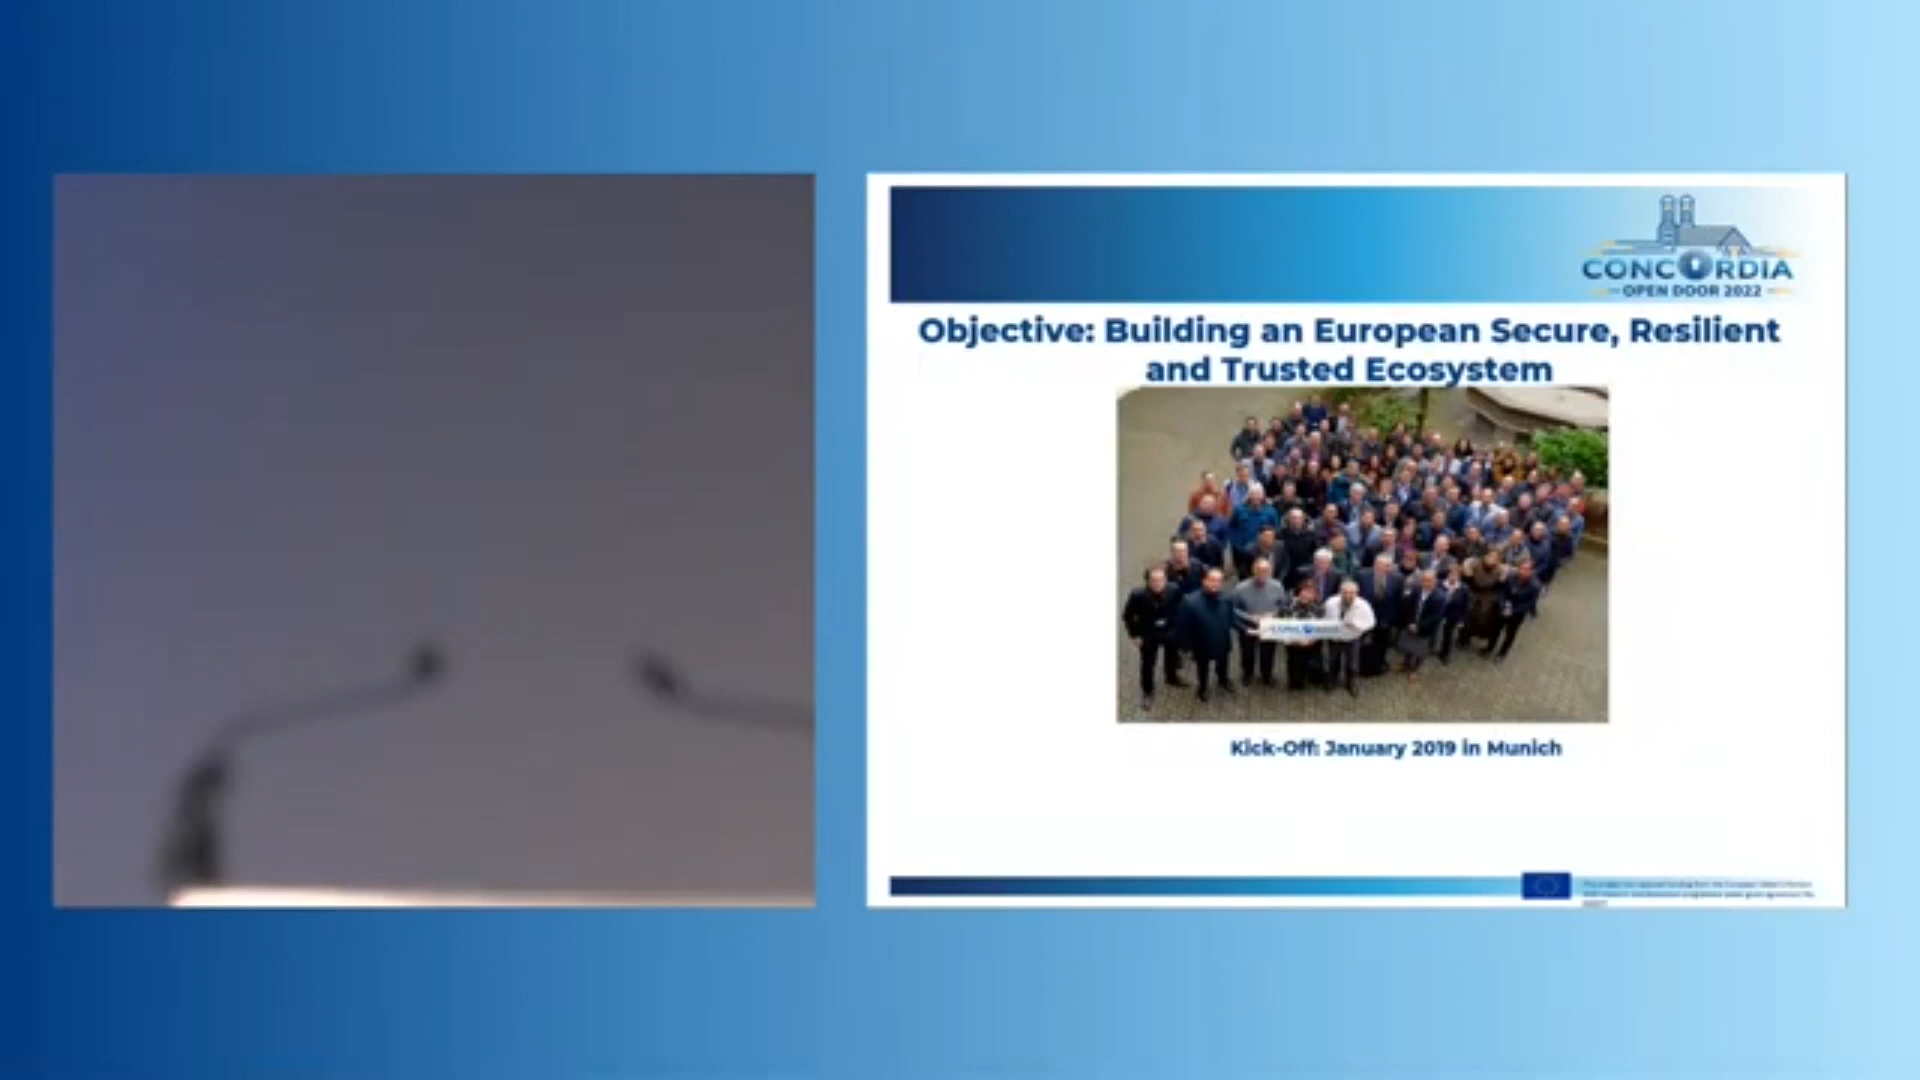 CONCORDIA
OPEN DOOR 2022
Objective: Building an European Secure, Resilient
and Trusted Ecosystem
CONCORDIA
Kick-Off: January 2019 in Munich